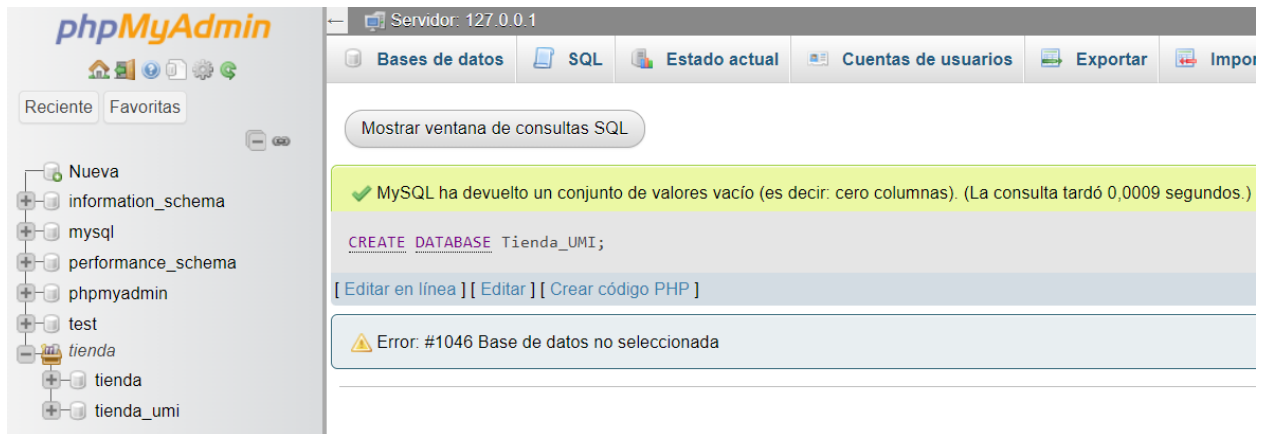 phpMyAdmin
Reciente Favoritas
Nueva
information_schema
mysql
performance_schema
phpmyadmin
test
tienda
tienda
tienda_umi
Servidor: 127.0.0.1
Bases de datos SQL Estado actual Cuentas de usuarios Exportar Impor
Mostrar ventana de consultas SQL
MySQL ha devuelto un conjunto de valores vacío (es decir: cero columnas). (La consulta tardó 0,0009 segundos.)
CREATE DATABASE Tienda_UMI;
[ Editar en línea ] [ Editar ] [ Crear código PHP ]
Error: #1046 Base de datos no seleccionada